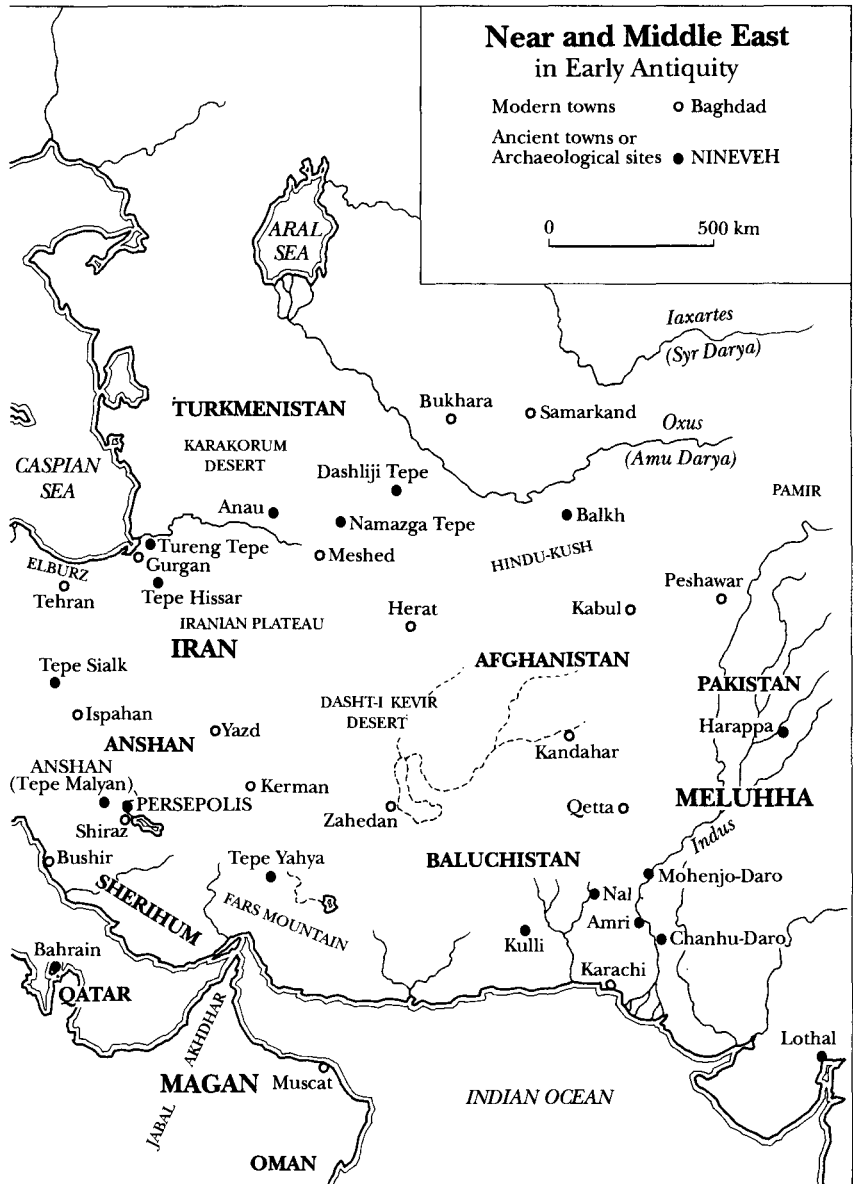 Near and Middle East
in Early Antiquity
Modern towns
Baghdad
Ancient towns or
Archaeological sites
NINEVEH
0
500 km
ARAL
SEA
Iaxartes
(Syr Darya)
TURKMENISTAN
Bukhara
Samarkand
KARAKORUM
DESERT
Oxus
(Amu Darya)
CASPIAN
SEA
Dashliji Tepe
PAMIR
Anau
Namazga Tepe
Balkh
Tureng Tepe
Gurgan
Meshed
HINDU-KUSH
ELBURZ
Tehran
Tepe Hissar
Peshawar
IRANIAN PLATEAU
Herat
Kabul
IRAN
AFGHANISTAN
Tepe Sialk
PAKISTAN
DASHT-I KEVIR
DESERT
Ispahan
Yazd
Harappa
ANSHAN
Kandahar
ANSHAN
(Tepe Malyan)
Kerman
PERSEPOLIS
Zahedan
Qetta
MELUHHA
Shiraz
Indus
Bushir
Tepe Yahya
BALUCHISTAN
Mohenjo-Daro
SHERIHUM
FARS MOUNTAIN
Nal
Amri
Kulli
Chanhu-Daro
Bahrain
Karachi
QATAR
JABAL AKHDHAR
Lothal
MAGAN
Muscat
INDIAN OCEAN
OMAN